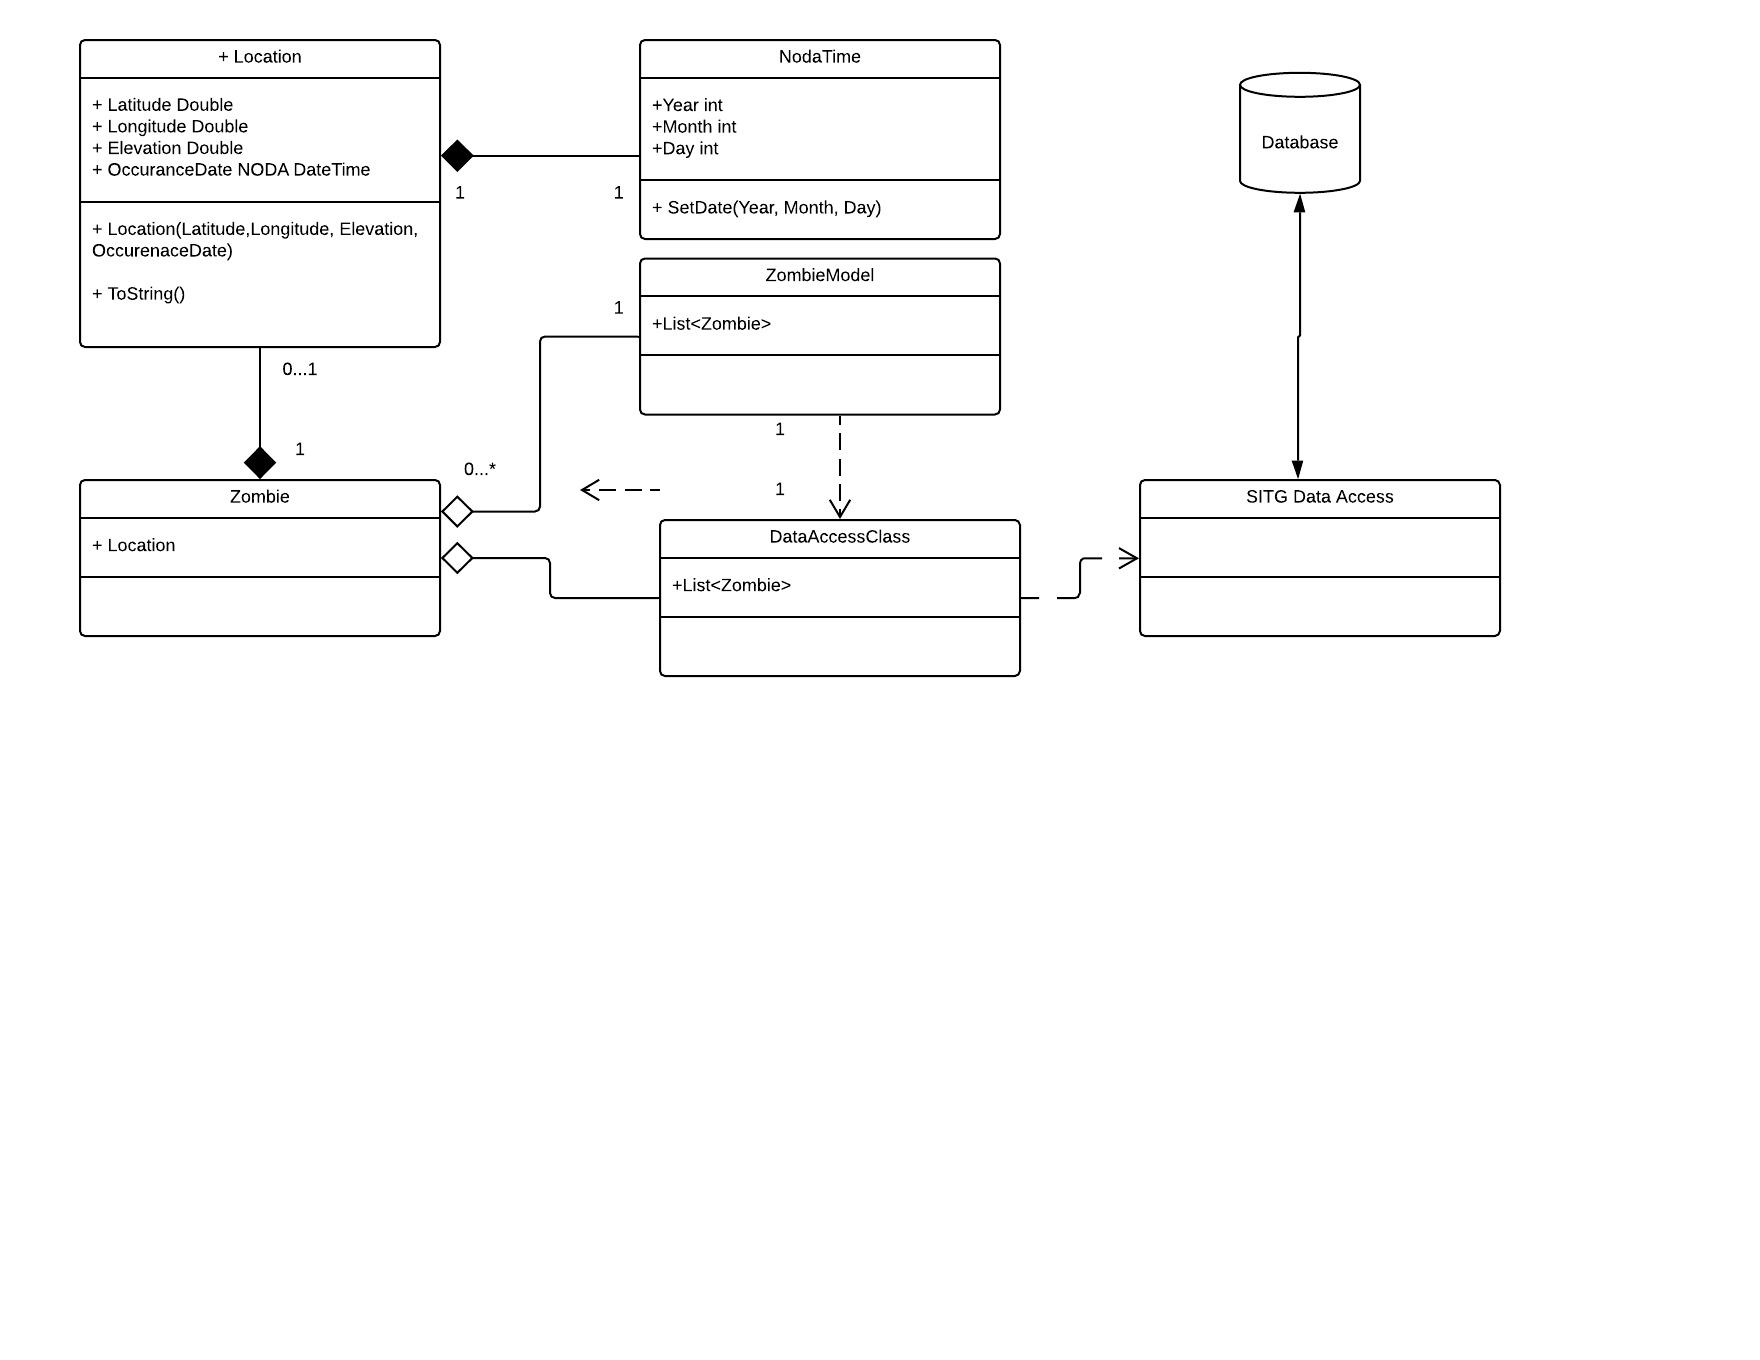 + Location
+ Latitude Double
+ Longitude Double
+ Elevation Double
+ OccuranceDate NODA DateTime
+ Location(Latitude,Longitude, Elevation,
OccurenaceDate)
+ ToString()
1
1
NodaTime
+Year int
+Month int
+Day int
+ SetDate(Year, Month, Day)
Database
ZombieModel
+List<Zombie>
1
0...1
1
0...*
1
1
Zombie
+ Location
DataAccessClass
+List<Zombie>
SITG Data Access